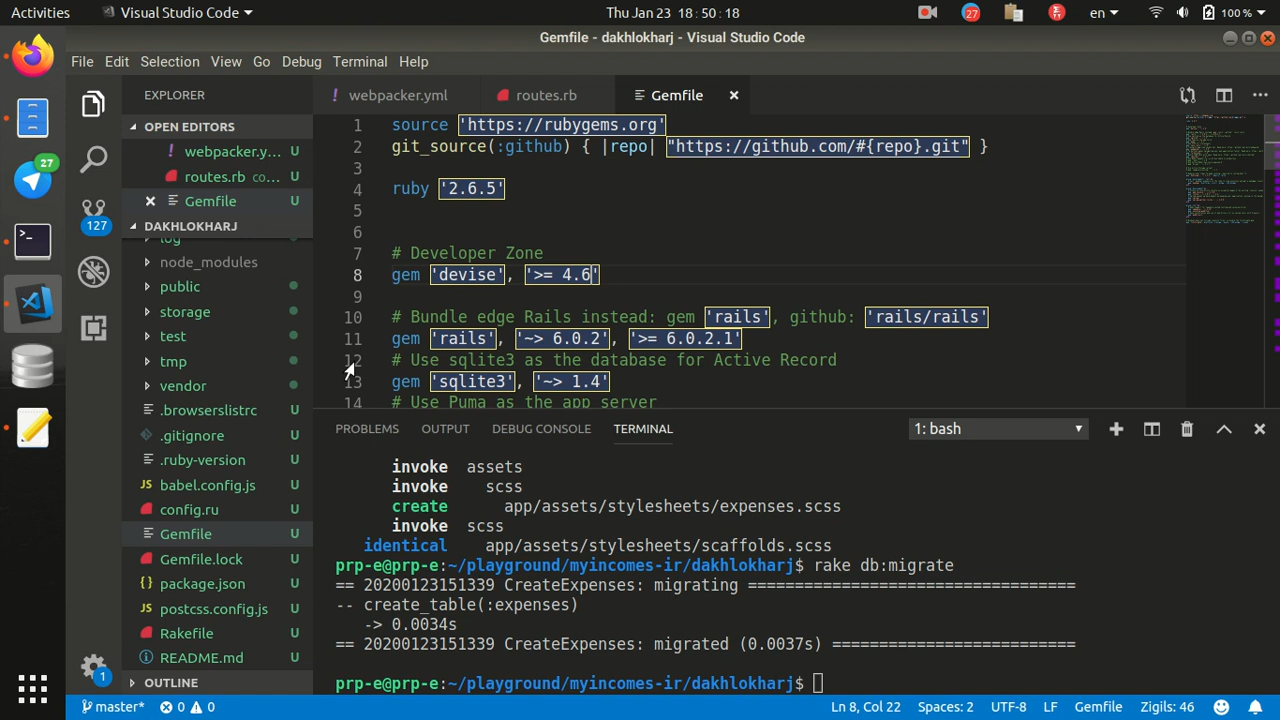 Activities
Visual Studio Code
Thu Jan 23 18:50:18
27
en
100 %
Gemfile - dakhlokharj - Visual Studio Code
File Edit Selection View Go Debug Terminal Help
27
127
1
EXPLORER
OPEN EDITORS
! webpacker.y... U
routes.rb co... U
Gemfile U
DAKHLOKHARJ
log
node_modules
public
storage
test
tmp
vendor
.browserslistrc U
.gitignore U
.ruby-version U
JS babel.config.js U
config.ru U
Gemfile U
Gemfile.lock U
{} package.json U
JS postcss.config.js U
Rakefile U
README.md U
OUTLINE
! webpacker.yml
routes.rb
Gemfile
1 source 'https://rubygems.org'
2 git_source(:github) { |repo| "https://github.com/#{repo}.git" }
3
4 ruby '2.6.5'
5
6
7 # Developer Zone
8 gem 'devise', '>= 4.6'
9
10 # Bundle edge Rails instead: gem 'rails', github: 'rails/rails'
11 gem 'rails', '~> 6.0.2', '>= 6.0.2.1'
12 # Use sqlite3 as the database for Active Record
13 gem 'sqlite3', '~> 1.4'
14 # Use Puma as the app server
PROBLEMS OUTPUT DEBUG CONSOLE TERMINAL
1: bash
invoke assets
invoke scss
create app/assets/stylesheets/expenses.scss
invoke scss
identical app/assets/stylesheets/scaffolds.scss
prp-e@prp-e:~/playground/myincomes-ir/dakhlokharj$ rake db:migrate
== 20200123151339 CreateExpenses: migrating ===================================
-- create_table(:expenses)
-> 0.0034s
== 20200123151339 CreateExpenses: migrated (0.0037s) ==========================
prp-e@prp-e:~/playground/myincomes-ir/dakhlokharj$
master* 0 0
Ln 8, Col 22 Spaces: 2 UTF-8 LF Gemfile Zigils: 46